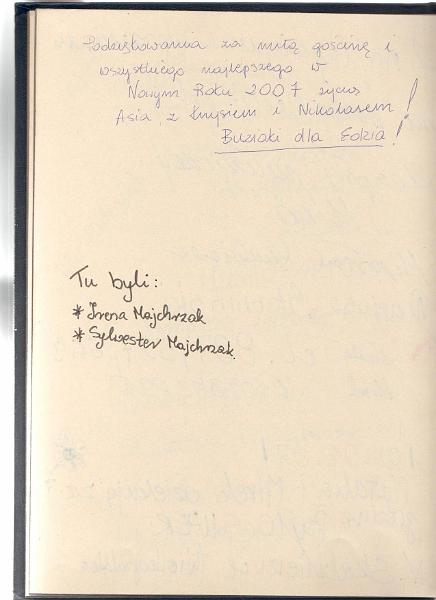 Podziękowania za miłą gościnę i
wszystkiego najlepszego w
Nowym Roku 2007 życzą
Asia z Krzysiem i Nikolasem!
Buziaki dla Edzia!
Tu byli:
* Irena Majchrzak
* Sylwester Majchrzak